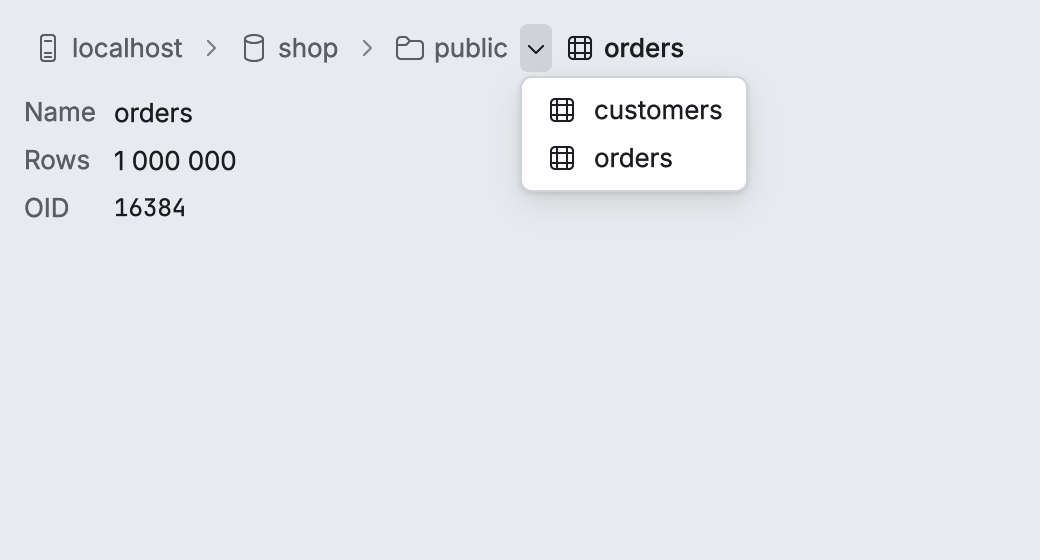 localhost shop public orders
customers
orders
Name orders
Rows 1 000 000
OID 16384